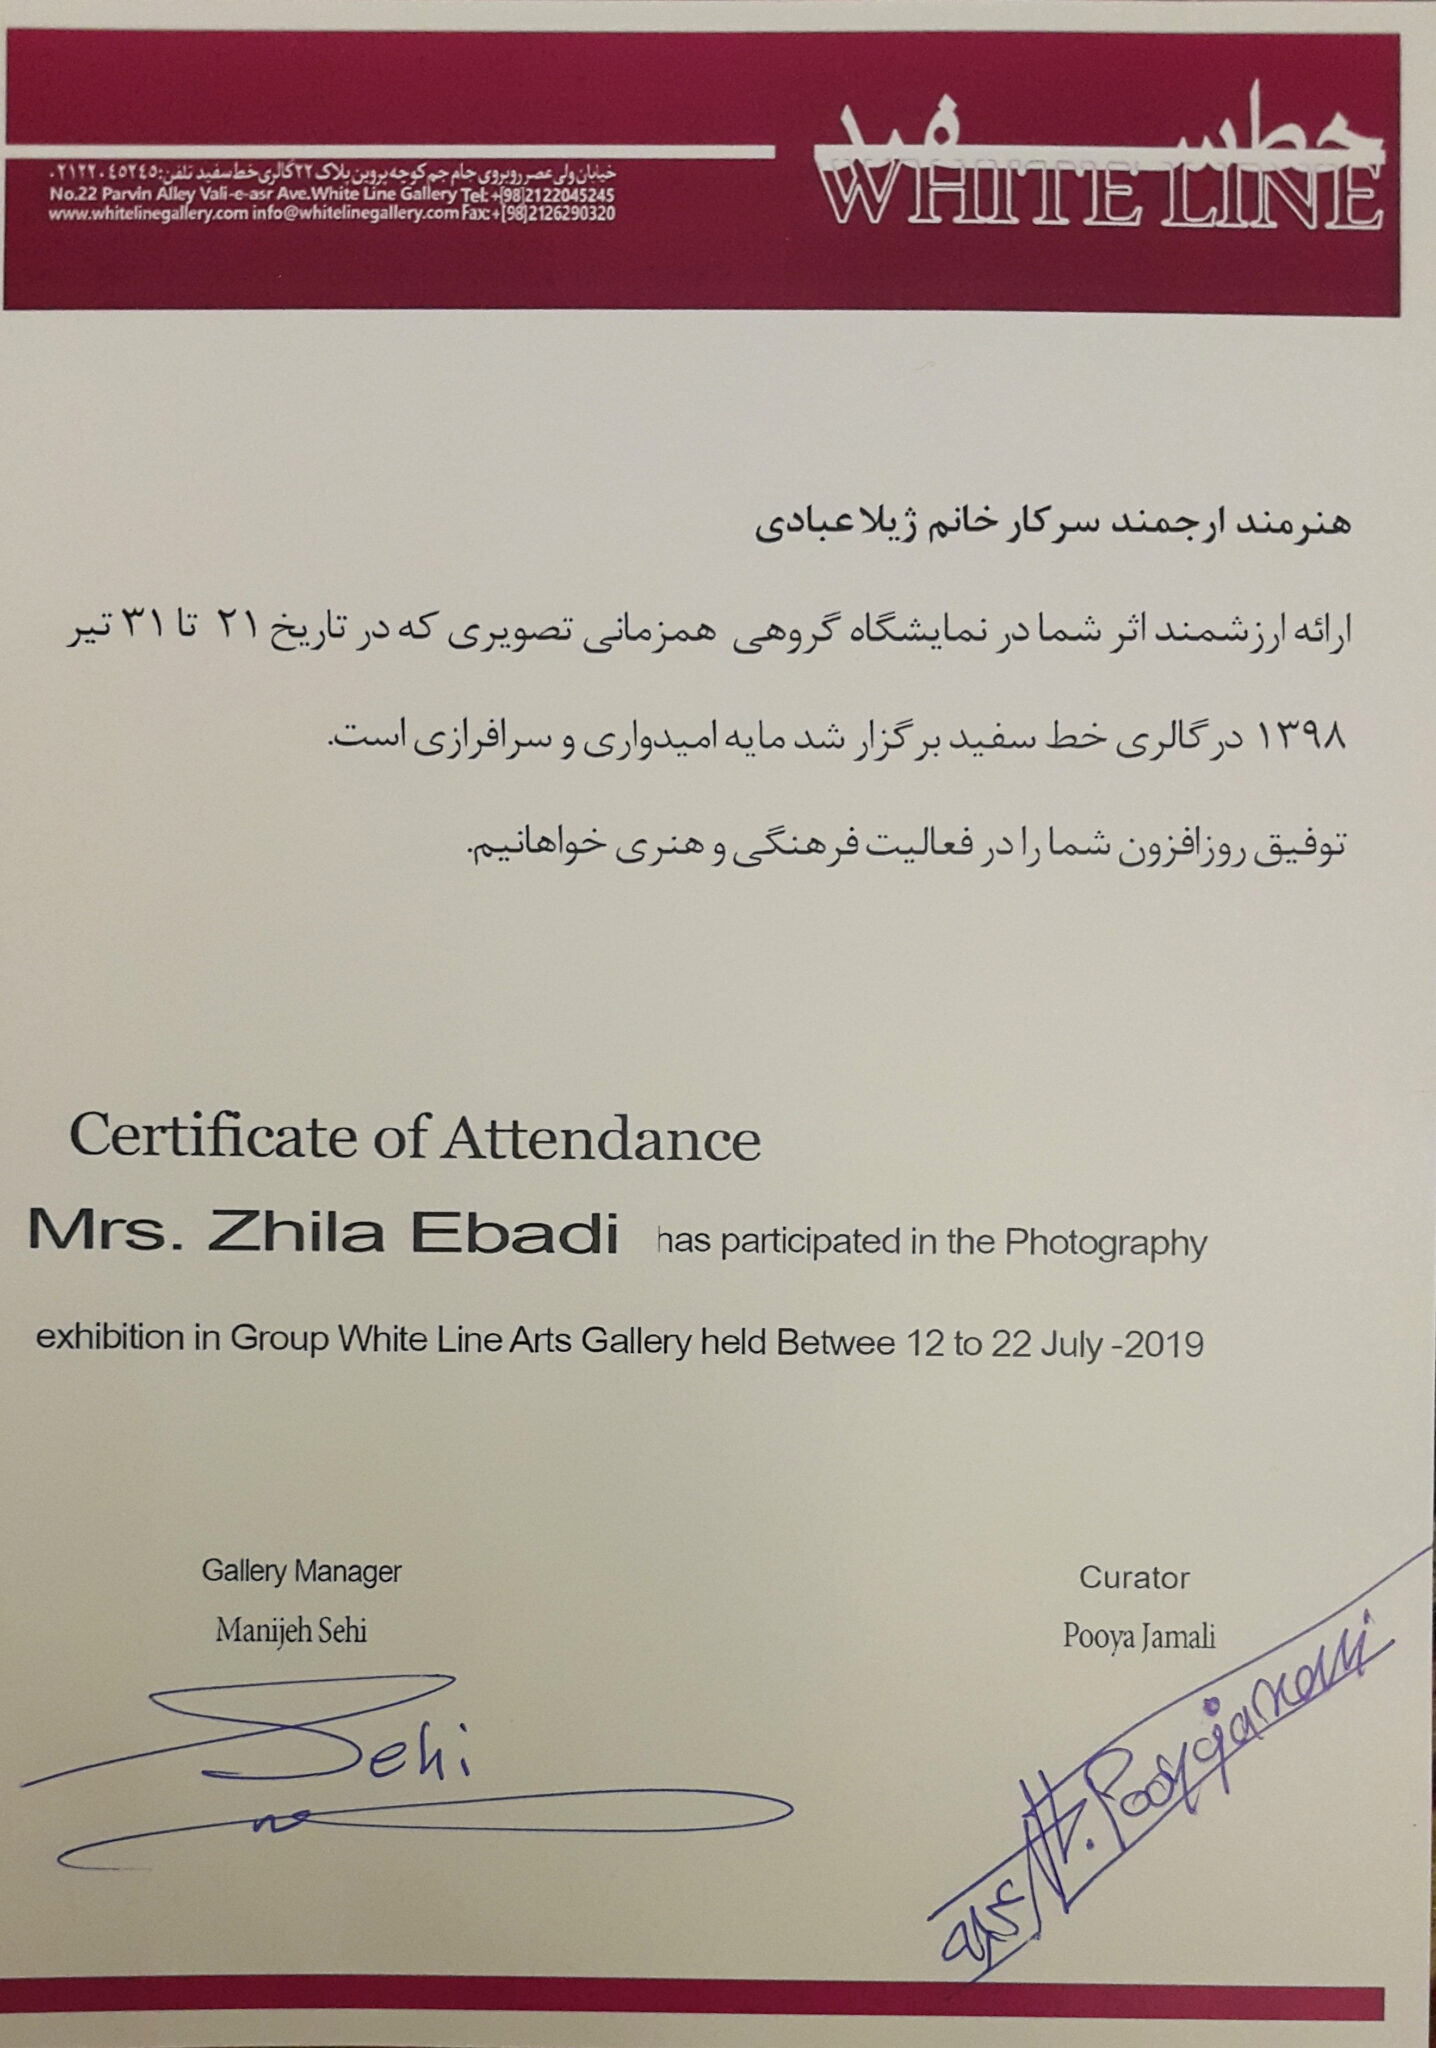 خط سفید
WHITE LINE
خیابان ولی عصر روبروی جام جم کوچه پروین پلاک ۲۲ گالری خط سفید تلفن: ۰۲۱۲۲۰۴۵۲۴۵
No.22 Parvin Alley Vali-e-asr Ave.White Line Gallery Tel: +[98]2122045245
www.whitelinegallery.com info@whitelinegallery.com Fax: +[98]2126290320
هنرمند ارجمند سرکار خانم ژیلا عبادی
ارائه ارزشمند اثر شما در نمایشگاه گروهی همزمانی تصویری که در تاریخ ۲۱ تا ۳۱ تیر
۱۳۹۸ در گالری خط سفید برگزار شد مایه امیدواری و سرافرازی است.
توفیق روزافزون شما را در فعالیت فرهنگی و هنری خواهانیم.
Certificate of Attendance
Mrs. Zhila Ebadi has participated in the Photography
exhibition in Group White Line Arts Gallery held Betwee 12 to 22 July -2019
Gallery Manager
Manijeh Sehi
Sehi
Curator
Pooya Jamali
Pooyajamali